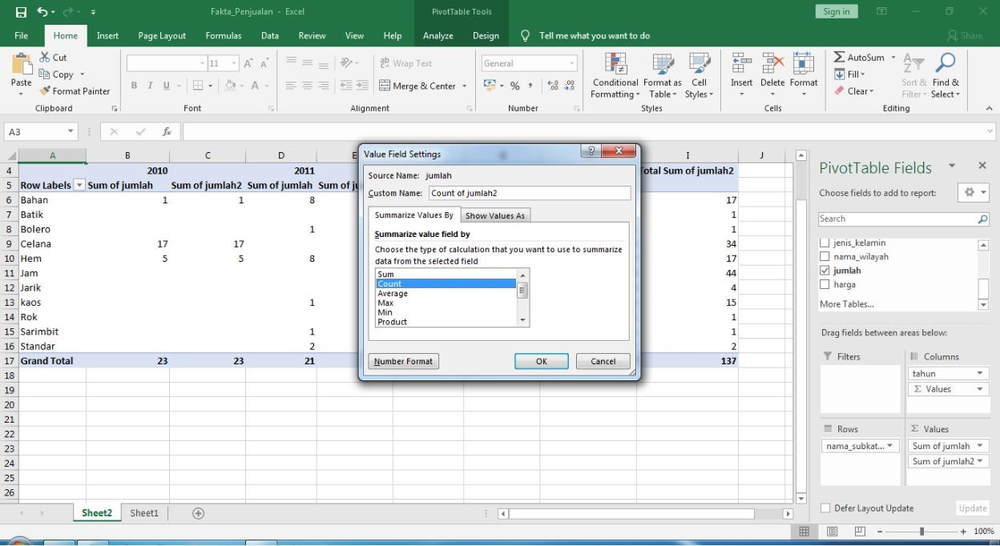 Fakta_Penjualan - Excel
PivotTable Tools
Sign in
File Home Insert Page Layout Formulas Data Review View Help Analyze Design Tell me what you want to do Share
Paste
Cut
Copy
Format Painter
Clipboard
11 A A
B I U A
Font
Wrap Text
Merge & Center
Alignment
General
% ,
Number
Conditional Formatting
Format as Table
Cell Styles
Styles
Insert Delete Format
Cells
AutoSum
Fill
Clear
Sort & Filter
Find & Select
Editing
A3 fx
A B C D E I J
4 2010 2011 Total Sum of jumlah2
5 Row Labels Sum of jumlah Sum of jumlah2 Sum of jumlah Sum of ju
6 Bahan 1 1 8 17
7 Batik 1
8 Bolero 1 1
9 Celana 17 17 34
10 Hem 5 5 8 17
11 Jam 44
12 Jarik 4
13 kaos 1 15
14 Rok 1
15 Sarimbit 1 1
16 Standar 2 2
17 Grand Total 23 23 21 137
18
19
20
21
22
23
24
25
26
Value Field Settings
Source Name: jumlah
Custom Name: Count of jumlah2
Summarize Values By Show Values As
Summarize value field by
Choose the type of calculation that you want to use to summarize
data from the selected field
Sum
Count
Average
Max
Min
Product
Number Format OK Cancel
PivotTable Fields
Choose fields to add to report:
Search
jenis_kelamin
nama_wilayah
jumlah
harga
More Tables...
Drag fields between areas below:
Filters
Columns
tahun
Σ Values
Rows
nama_subkat...
Σ Values
Sum of jumlah
Sum of jumlah2
Defer Layout Update Update
Sheet2 Sheet1
100%